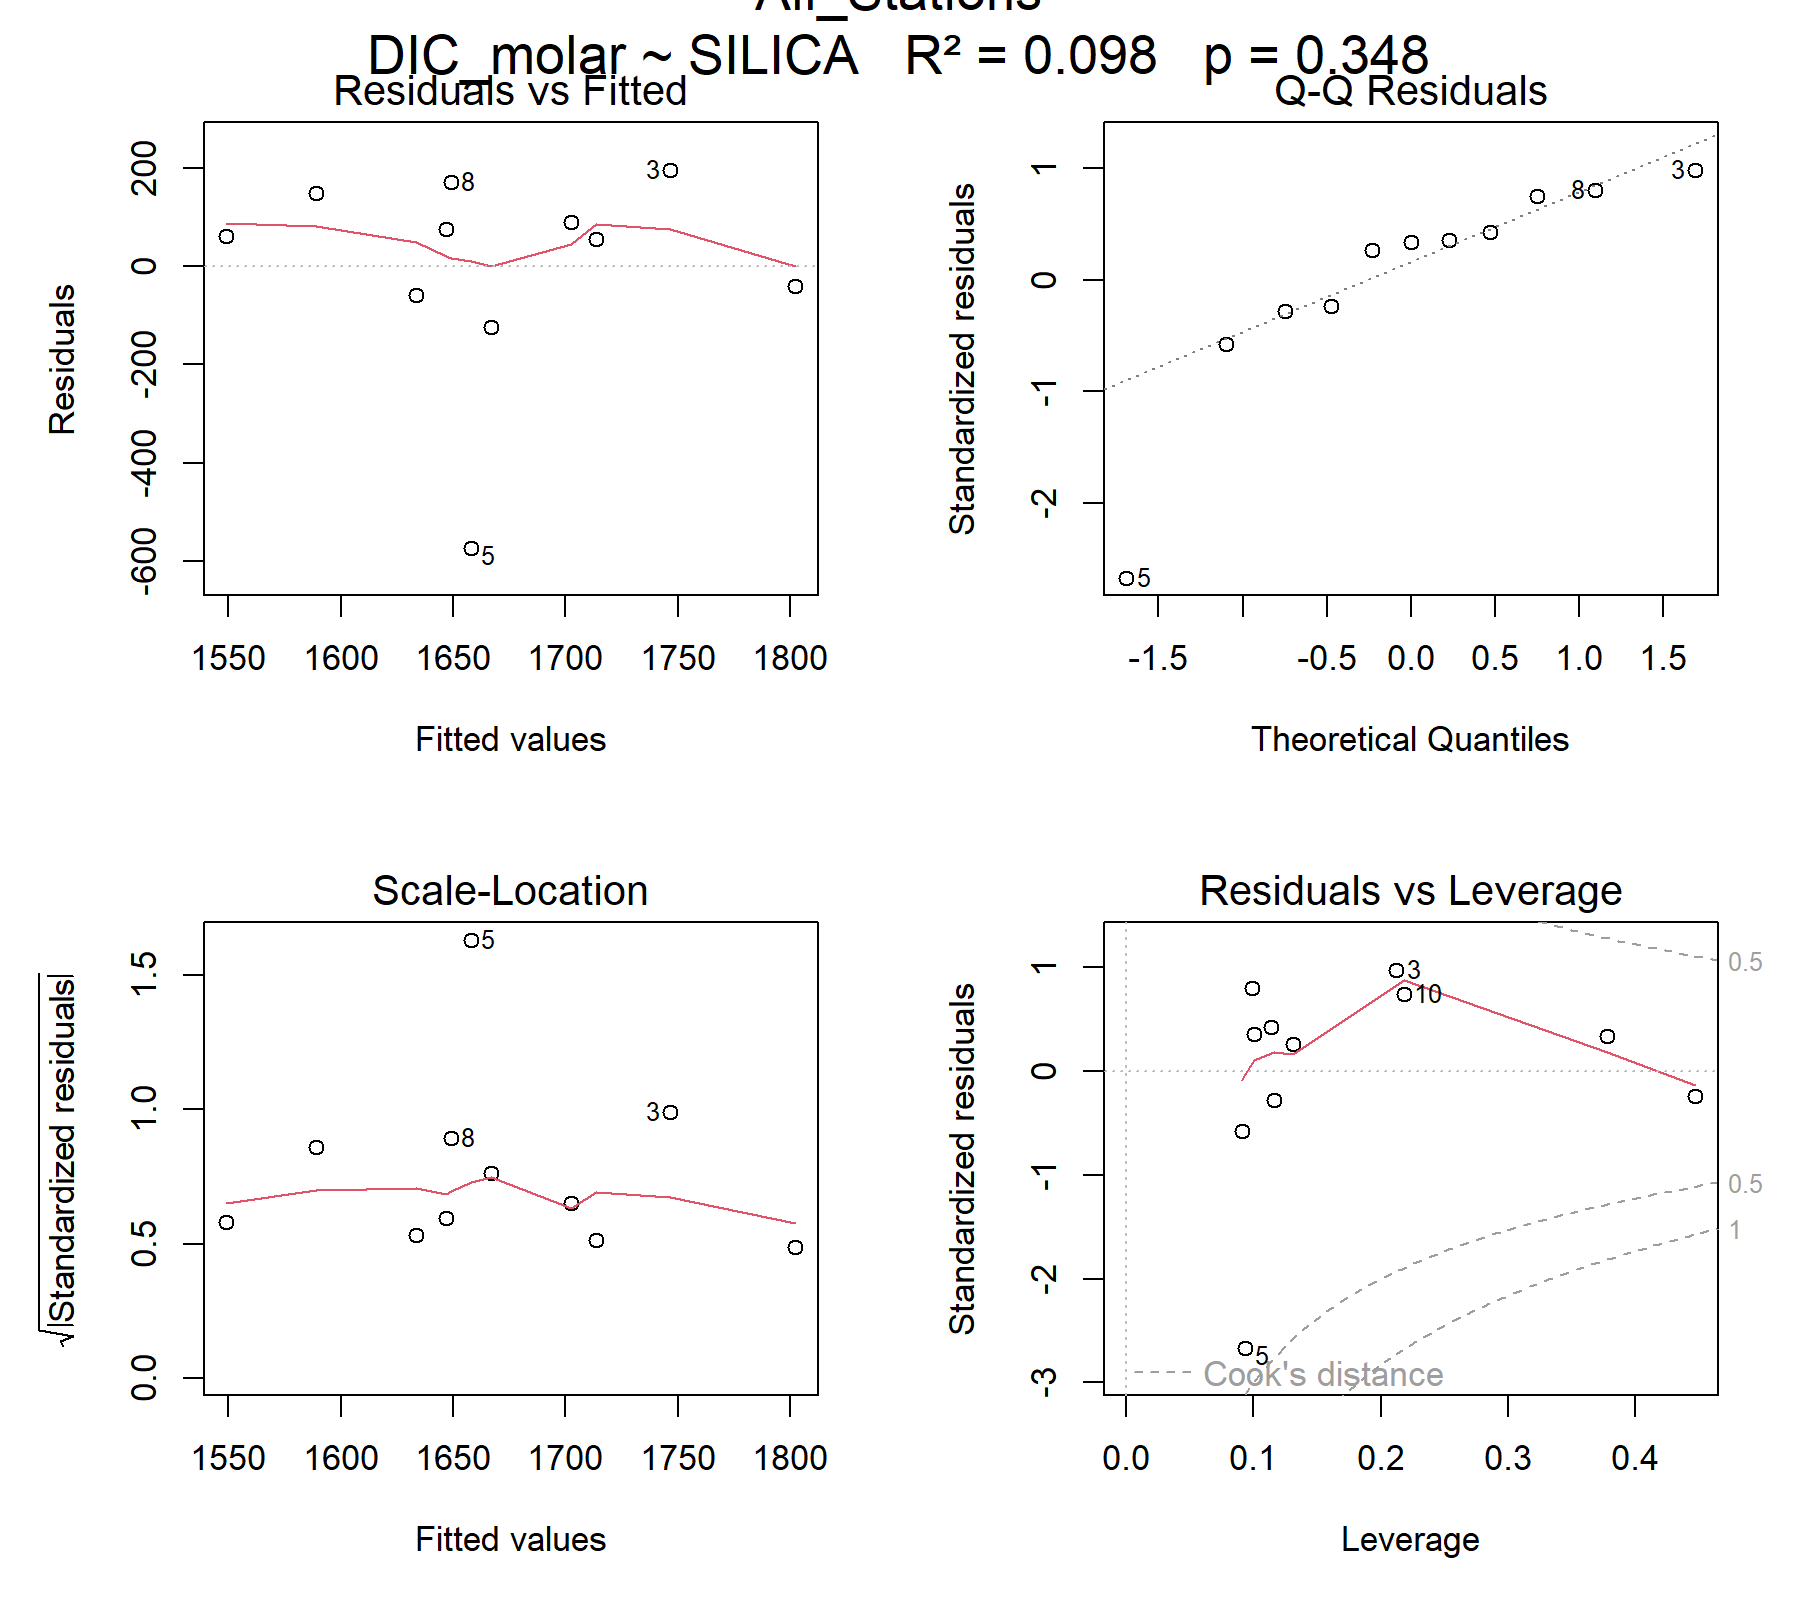 All_Stations
DIC_molar ~ SILICA R² = 0.098 p = 0.348
Residuals vs Fitted
Residuals
200
0
-200
-400
-600
8
3
5
1550 1600 1650 1700 1750 1800
Fitted values
Q-Q Residuals
Standardized residuals
1
0
-1
-2
8
3
5
-1.5 -0.5 0.0 0.5 1.0 1.5
Theoretical Quantiles
Scale-Location
√|Standardized residuals|
1.5
1.0
0.5
0.0
5
8
3
1550 1600 1650 1700 1750 1800
Fitted values
Residuals vs Leverage
Standardized residuals
1
0
-1
-2
-3
3
10
5
0.5
0.5
1
Cook's distance
0.0 0.1 0.2 0.3 0.4
Leverage